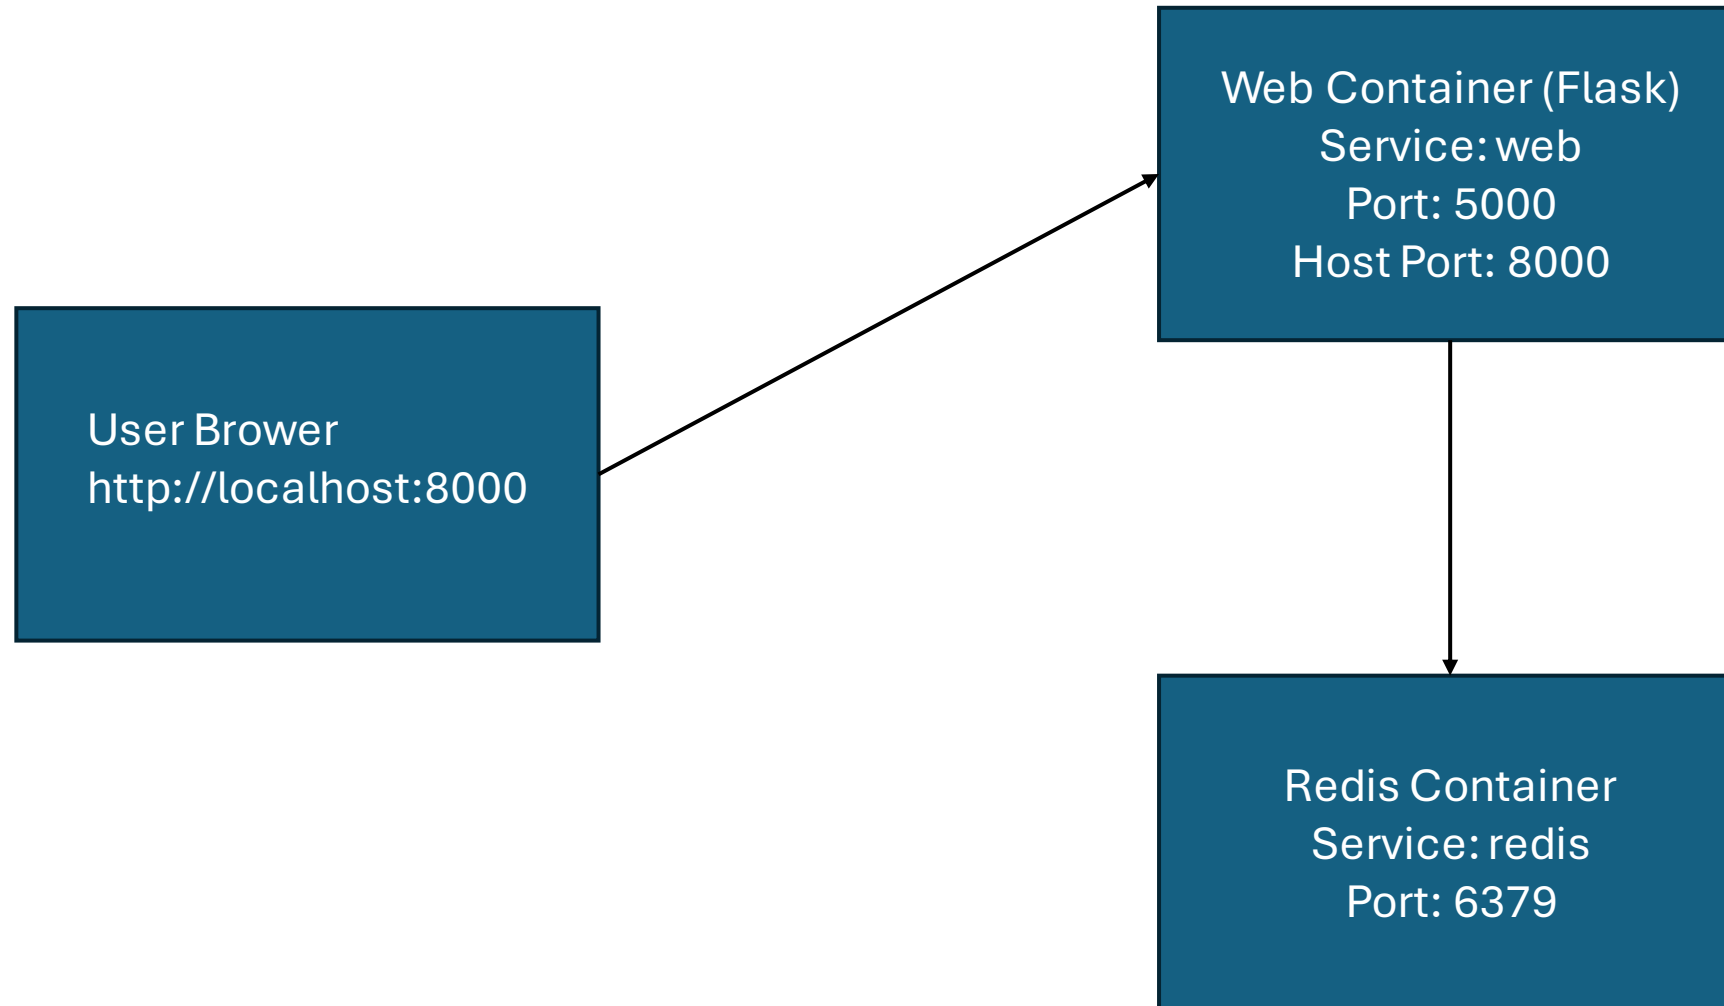 User Brower
http://localhost:8000
Web Container (Flask)
Service: web
Port: 5000
Host Port: 8000
Redis Container
Service: redis
Port: 6379